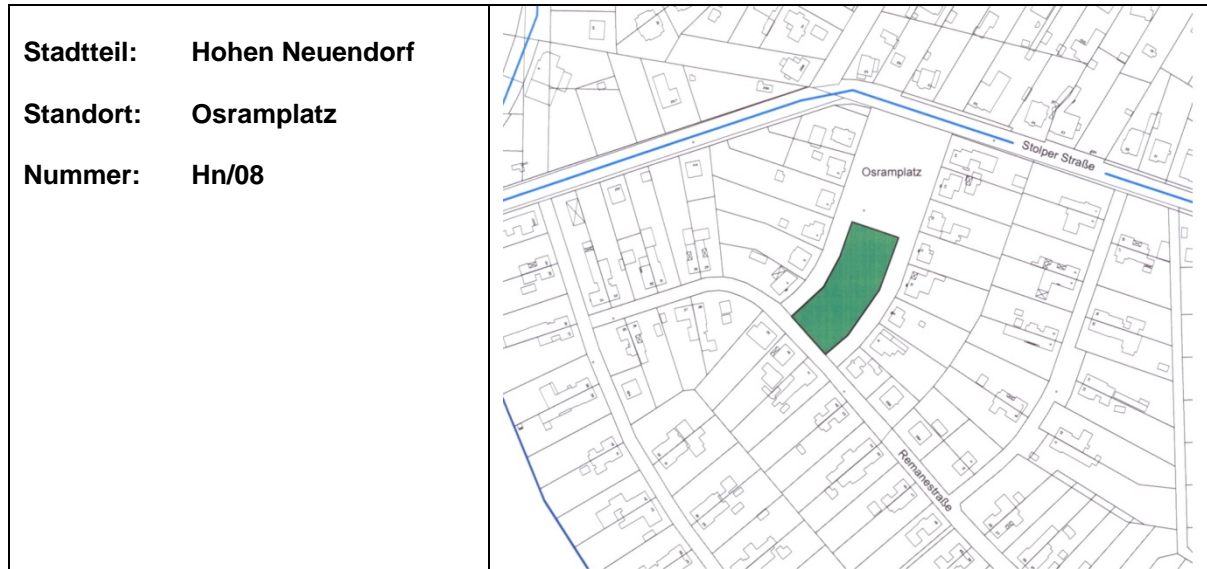 Stadtteil: Hohen Neuendorf
Standort: Osramplatz
Nummer: Hn/08
Stolper Straße
Osramplatz
Remanestraße